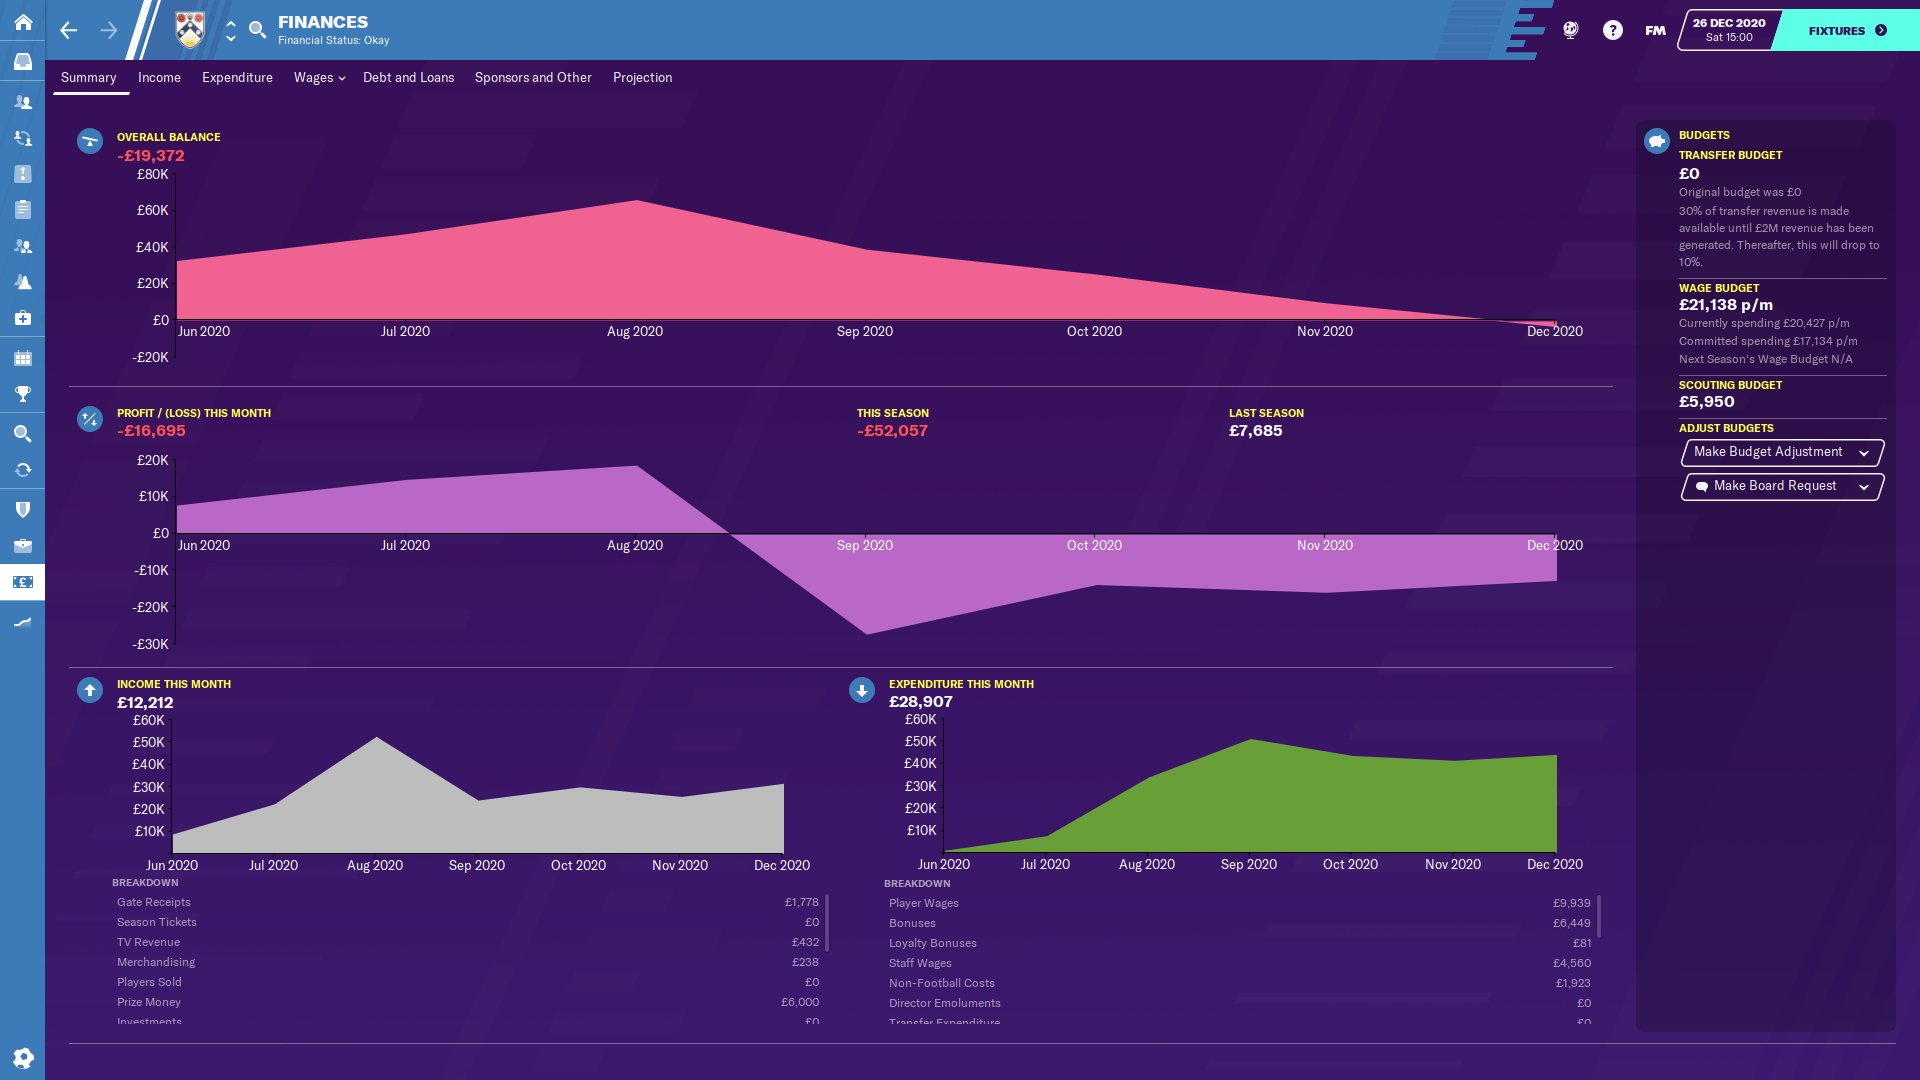 FINANCES
Financial Status: Okay
?
FM
26 DEC 2020
Sat 15:00
FIXTURES
Summary
Income
Expenditure
Wages
Debt and Loans
Sponsors and Other
Projection
OVERALL BALANCE
-£19,372
£80K
£60K
£40K
£20K
£0
-£20K
Jun 2020
Jul 2020
Aug 2020
Sep 2020
Oct 2020
Nov 2020
Dec 2020
PROFIT / (LOSS) THIS MONTH
-£16,695
THIS SEASON
-£52,057
LAST SEASON
£7,685
£20K
£10K
£0
-£10K
-£20K
-£30K
Jun 2020
Jul 2020
Aug 2020
Sep 2020
Oct 2020
Nov 2020
Dec 2020
INCOME THIS MONTH
£12,212
£60K
£50K
£40K
£30K
£20K
£10K
Jun 2020
Jul 2020
Aug 2020
Sep 2020
Oct 2020
Nov 2020
Dec 2020
BREAKDOWN
Gate Receipts £1,778
Season Tickets £0
TV Revenue £432
Merchandising £238
Players Sold £0
Prize Money £6,000
Investments £0
EXPENDITURE THIS MONTH
£28,907
£60K
£50K
£40K
£30K
£20K
£10K
Jun 2020
Jul 2020
Aug 2020
Sep 2020
Oct 2020
Nov 2020
Dec 2020
BREAKDOWN
Player Wages £9,939
Bonuses £6,449
Loyalty Bonuses £81
Staff Wages £4,560
Non-Football Costs £1,923
Director Emoluments £0
Transfer Expenditure £0
BUDGETS
TRANSFER BUDGET
£0
Original budget was £0
30% of transfer revenue is made
available until £2M revenue has been
generated. Thereafter, this will drop to
10%.
WAGE BUDGET
£21,138 p/m
Currently spending £20,427 p/m
Committed spending £17,134 p/m
Next Season's Wage Budget N/A
SCOUTING BUDGET
£5,950
ADJUST BUDGETS
Make Budget Adjustment
Make Board Request